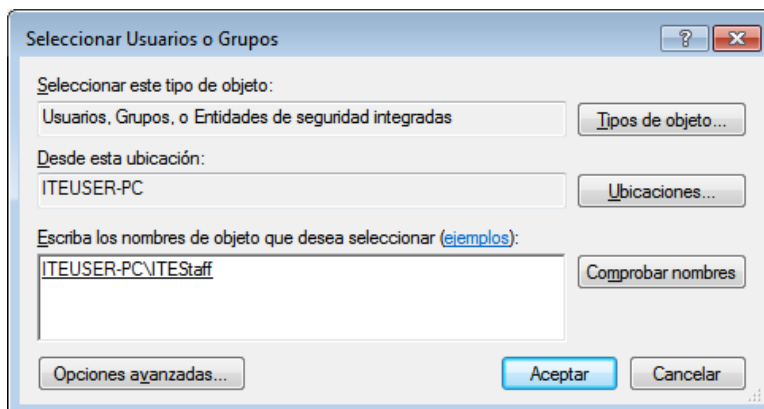 Seleccionar Usuarios o Grupos
Seleccionar este tipo de objeto:
Usuarios, Grupos, o Entidades de seguridad integradas
Tipos de objeto...
Desde esta ubicación:
ITEUSER-PC
Ubicaciones...
Escriba los nombres de objeto que desea seleccionar (ejemplos):
ITEUSER-PC\ITEStaff
Comprobar nombres
Opciones avanzadas...
Aceptar
Cancelar